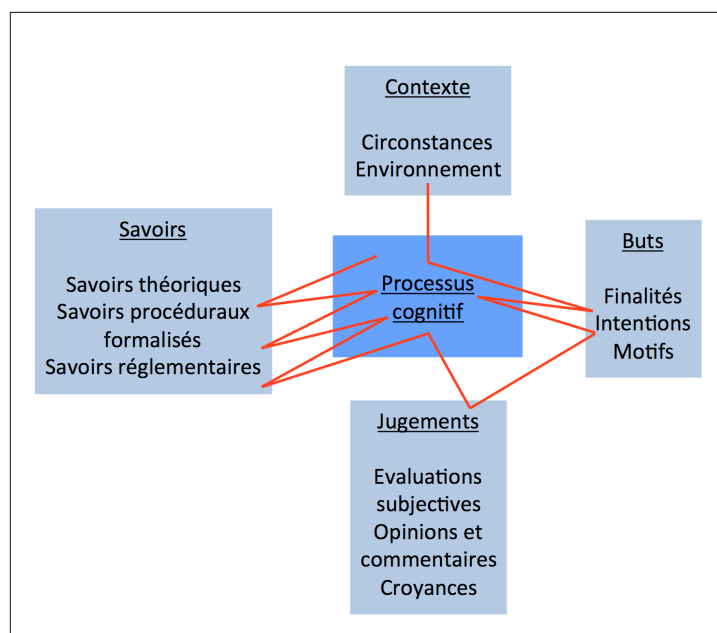 Contexte
Circonstances
Environnement
Savoirs
Savoirs théoriques
Savoirs procéduraux
formalisés
Savoirs réglementaires
Processus
cognitif
Buts
Finalités
Intentions
Motifs
Jugements
Evaluations
subjectives
Opinions et
commentaires
Croyances